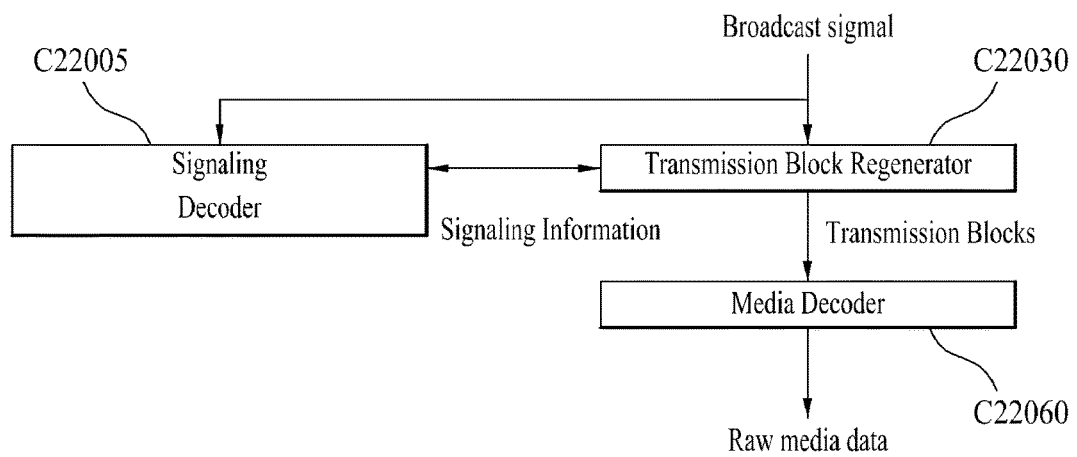 Broadcast sigmal
C22005
C22030
Signaling
Decoder
Transmission Block Regenerator
Signaling Information
Transmission Blocks
Media Decoder
C22060
Raw media data